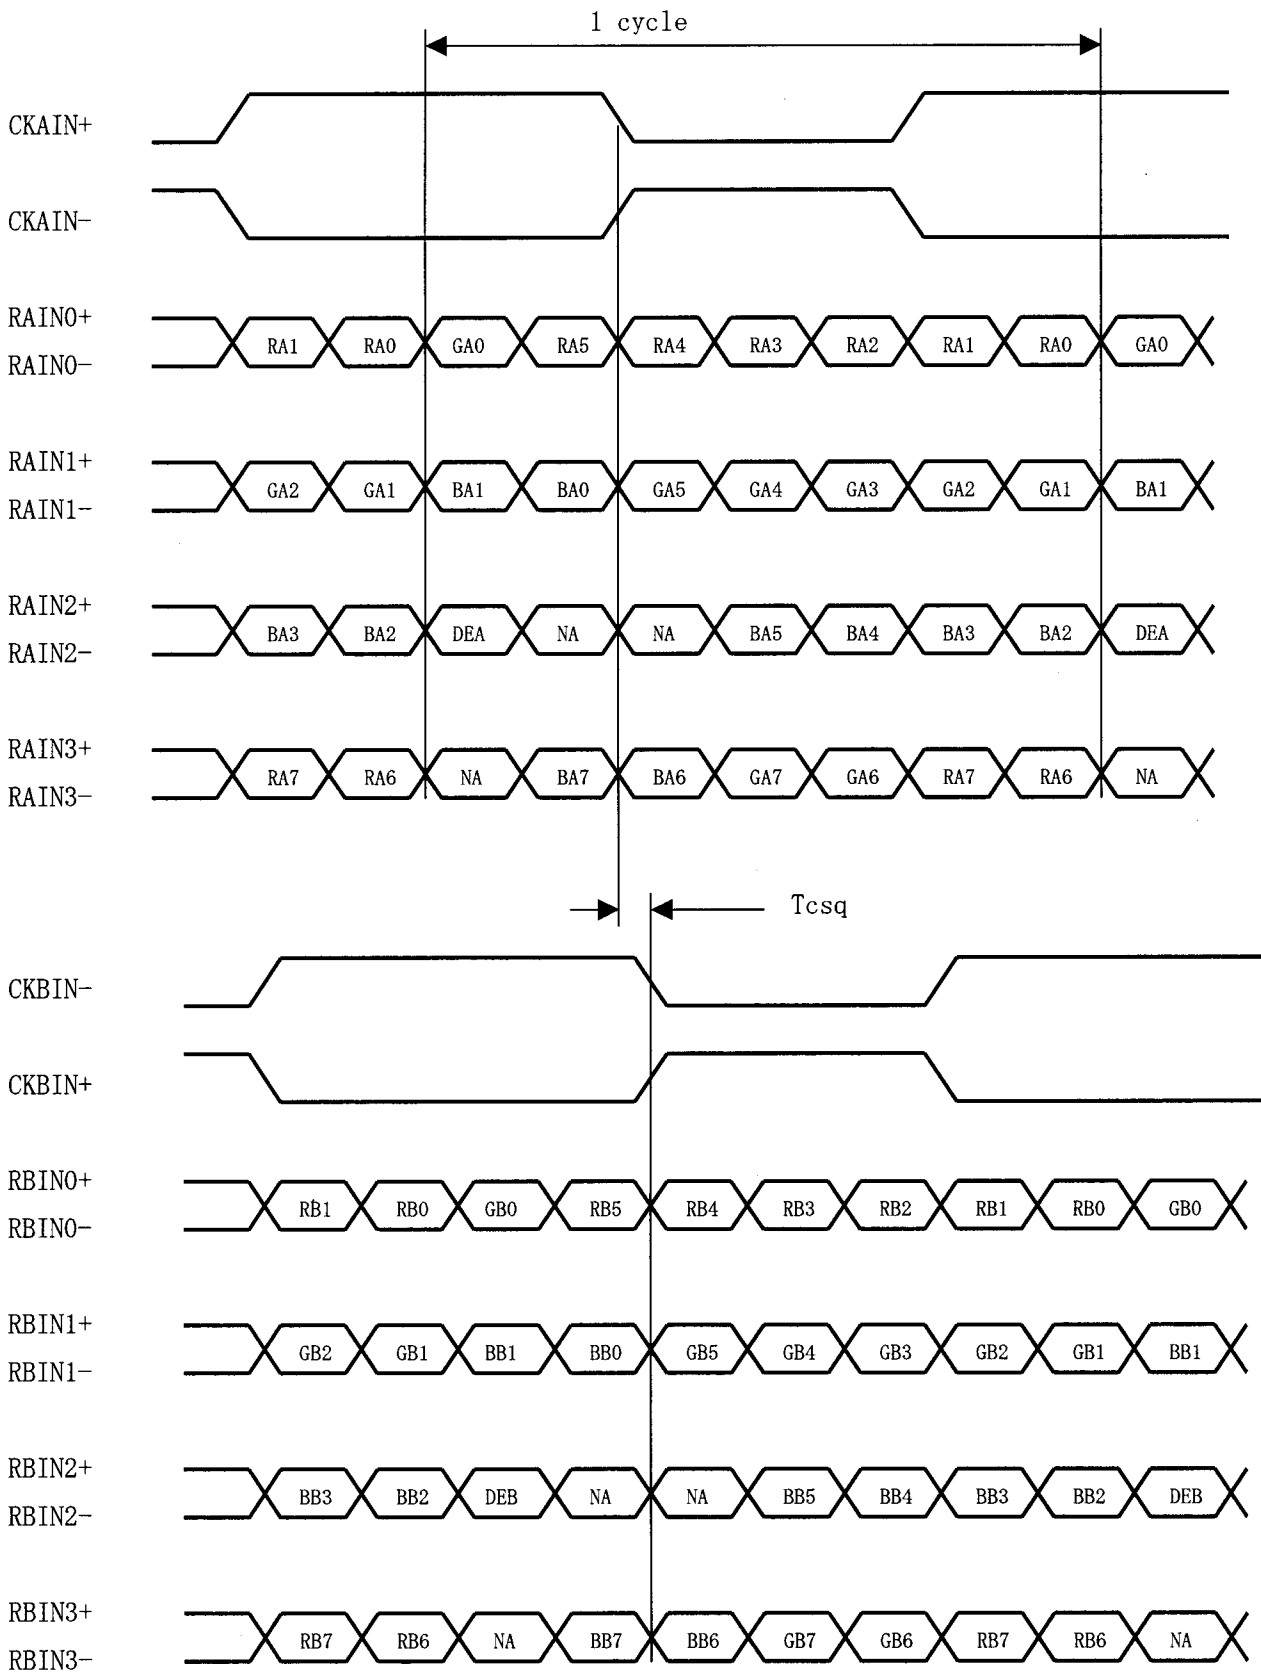 1 cycle
CKAIN+
CKAIN-
RAIN0+
RA1 RA0 GA0 RA5 RA4 RA3 RA2 RA1 RA0 GA0
RAIN0-
RAIN1+
GA2 GA1 BA1 BA0 GA5 GA4 GA3 GA2 GA1 BA1
RAIN1-
RAIN2+
BA3 BA2 DEA NA NA BA5 BA4 BA3 BA2 DEA
RAIN2-
RAIN3+
RA7 RA6 NA BA7 BA6 GA7 GA6 RA7 RA6 NA
RAIN3-
Tcsq
CKBIN-
CKBIN+
RBIN0+
RB1 RB0 GB0 RB5 RB4 RB3 RB2 RB1 RB0 GB0
RBIN0-
RBIN1+
GB2 GB1 BB1 BB0 GB5 GB4 GB3 GB2 GB1 BB1
RBIN1-
RBIN2+
BB3 BB2 DEB NA NA BB5 BB4 BB3 BB2 DEB
RBIN2-
RBIN3+
RB7 RB6 NA BB7 BB6 GB7 GB6 RB7 RB6 NA
RBIN3-